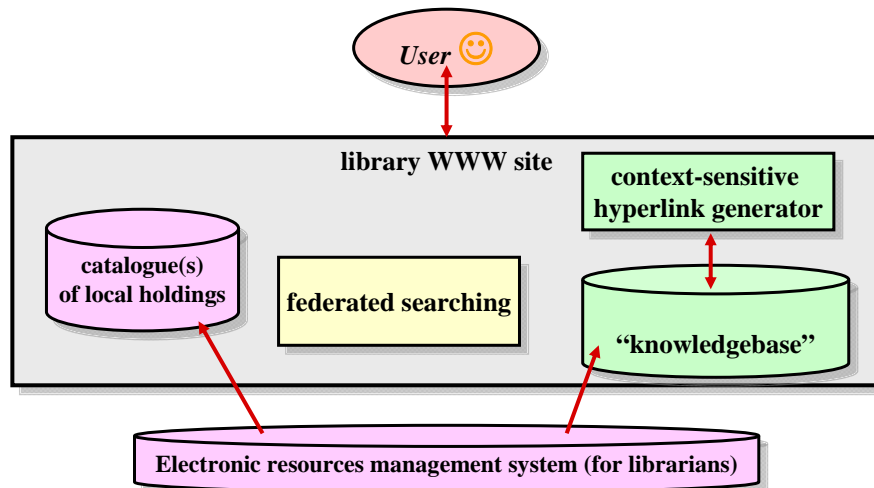 User
library WWW site
context-sensitive
hyperlink generator
catalogue(s)
of local holdings
federated searching
“knowledgebase”
Electronic resources management system (for librarians)